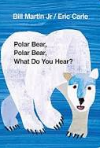 Bill Martin Jr / Eric Carle
Polar Bear,
Polar Bear,
What Do You Hear?